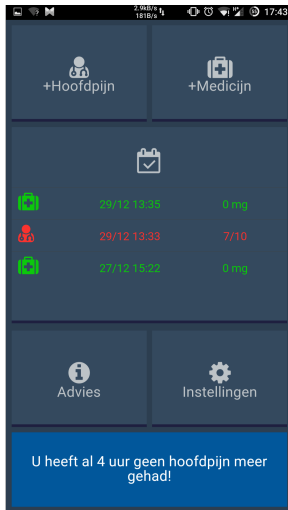 2.9kB/s
181B/s
17:43
+Hoofdpijn +Medicijn
29/12 13:35 0 mg
29/12 13:33 7/10
27/12 15:22 0 mg
Advies Instellingen
U heeft al 4 uur geen hoofdpijn meer
gehad!